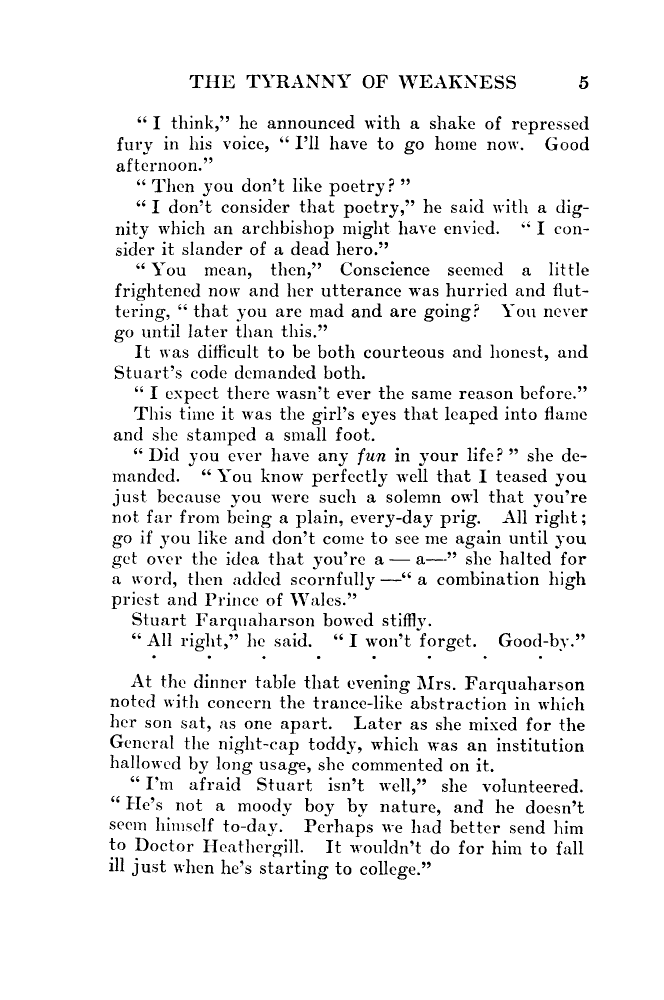 THE TYRANNY OF WEAKNESS 5
“ I think,” he announced with a shake of repressed
fury in his voice, “ I’ll have to go home now. Good
afternoon.”
“ Then you don’t like poetry? ”
“ I don’t consider that poetry,” he said with a dig-
nity which an archbishop might have envied. “ I con-
sider it slander of a dead hero.”
“ You mean, then,” Conscience seemed a little
frightened now and her utterance was hurried and flut-
tering, “ that you are mad and are going? You never
go until later than this.”
It was difficult to be both courteous and honest, and
Stuart’s code demanded both.
“ I expect there wasn’t ever the same reason before.”
This time it was the girl’s eyes that leaped into flame
and she stamped a small foot.
“ Did you ever have any fun in your life? ” she de-
manded. “ You know perfectly well that I teased you
just because you were such a solemn owl that you’re
not far from being a plain, every-day prig. All right;
go if you like and don’t come to see me again until you
get over the idea that you’re a — a—” she halted for
a word, then added scornfully —“ a combination high
priest and Prince of Wales.”
Stuart Farquaharson bowed stiffly.
“ All right,” he said. “ I won’t forget. Good-by.”
. . . . . . . .
At the dinner table that evening Mrs. Farquaharson
noted with concern the trance-like abstraction in which
her son sat, as one apart. Later as she mixed for the
General the night-cap toddy, which was an institution
hallowed by long usage, she commented on it.
“ I’m afraid Stuart isn’t well,” she volunteered.
“ He’s not a moody boy by nature, and he doesn’t
seem himself to-day. Perhaps we had better send him
to Doctor Heathergill. It wouldn’t do for him to fall
ill just when he’s starting to college.”